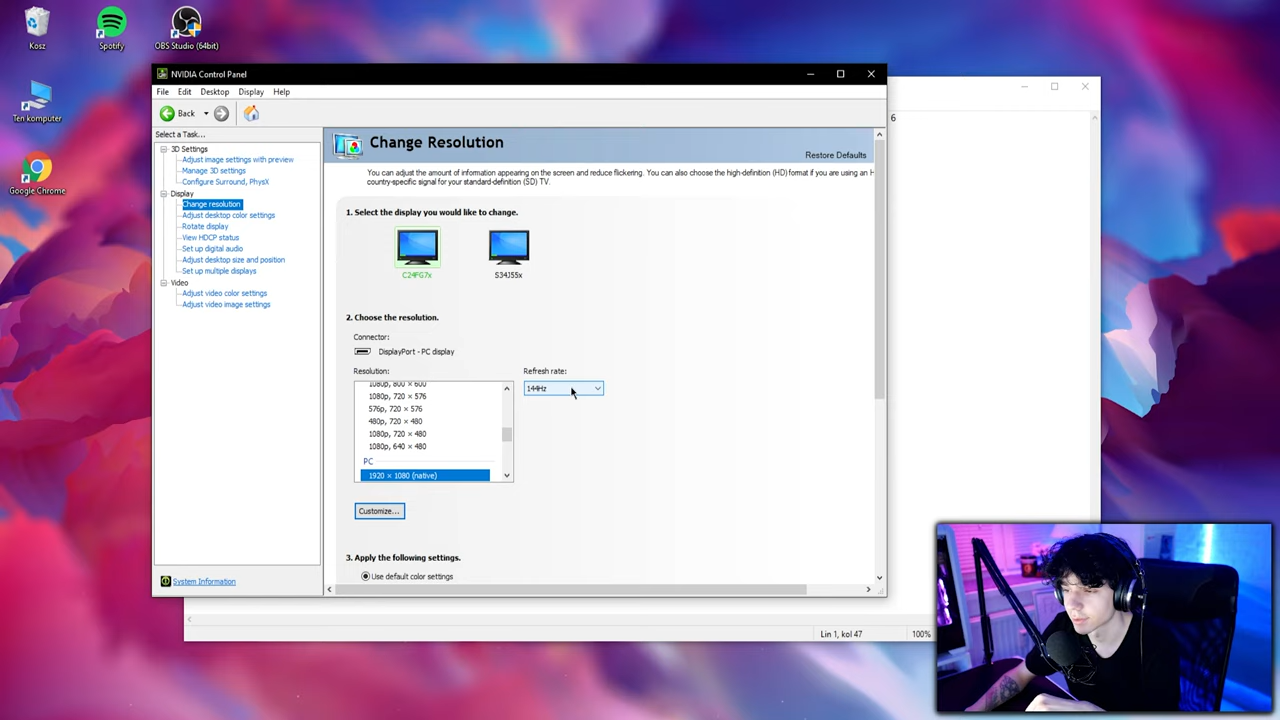 Kosz
Spotify
OBS Studio (64bit)
Ten komputer
Google Chrome
NVIDIA Control Panel
File Edit Desktop Display Help
Back
Select a Task...
3D Settings
Adjust image settings with preview
Manage 3D settings
Configure Surround, PhysX
Display
Change resolution
Adjust desktop color settings
Rotate display
View HDCP status
Set up digital audio
Adjust desktop size and position
Set up multiple displays
Video
Adjust video color settings
Adjust video image settings
System Information
Change Resolution
Restore Defaults
You can adjust the amount of information appearing on the screen and reduce flickering. You can also choose the high-definition (HD) format if you are using an H
country-specific signal for your standard-definition (SD) TV.
1. Select the display you would like to change.
C24FG7x
S34J55x
2. Choose the resolution.
Connector:
DisplayPort - PC display
Resolution:
Refresh rate:
1080p, 800 × 600
144Hz
1080p, 720 × 576
576p, 720 × 576
480p, 720 × 480
1080p, 720 × 480
1080p, 640 × 480
PC
1920 × 1080 (native)
Customize...
3. Apply the following settings.
Use default color settings
6
Lin 1, kol 47
100%